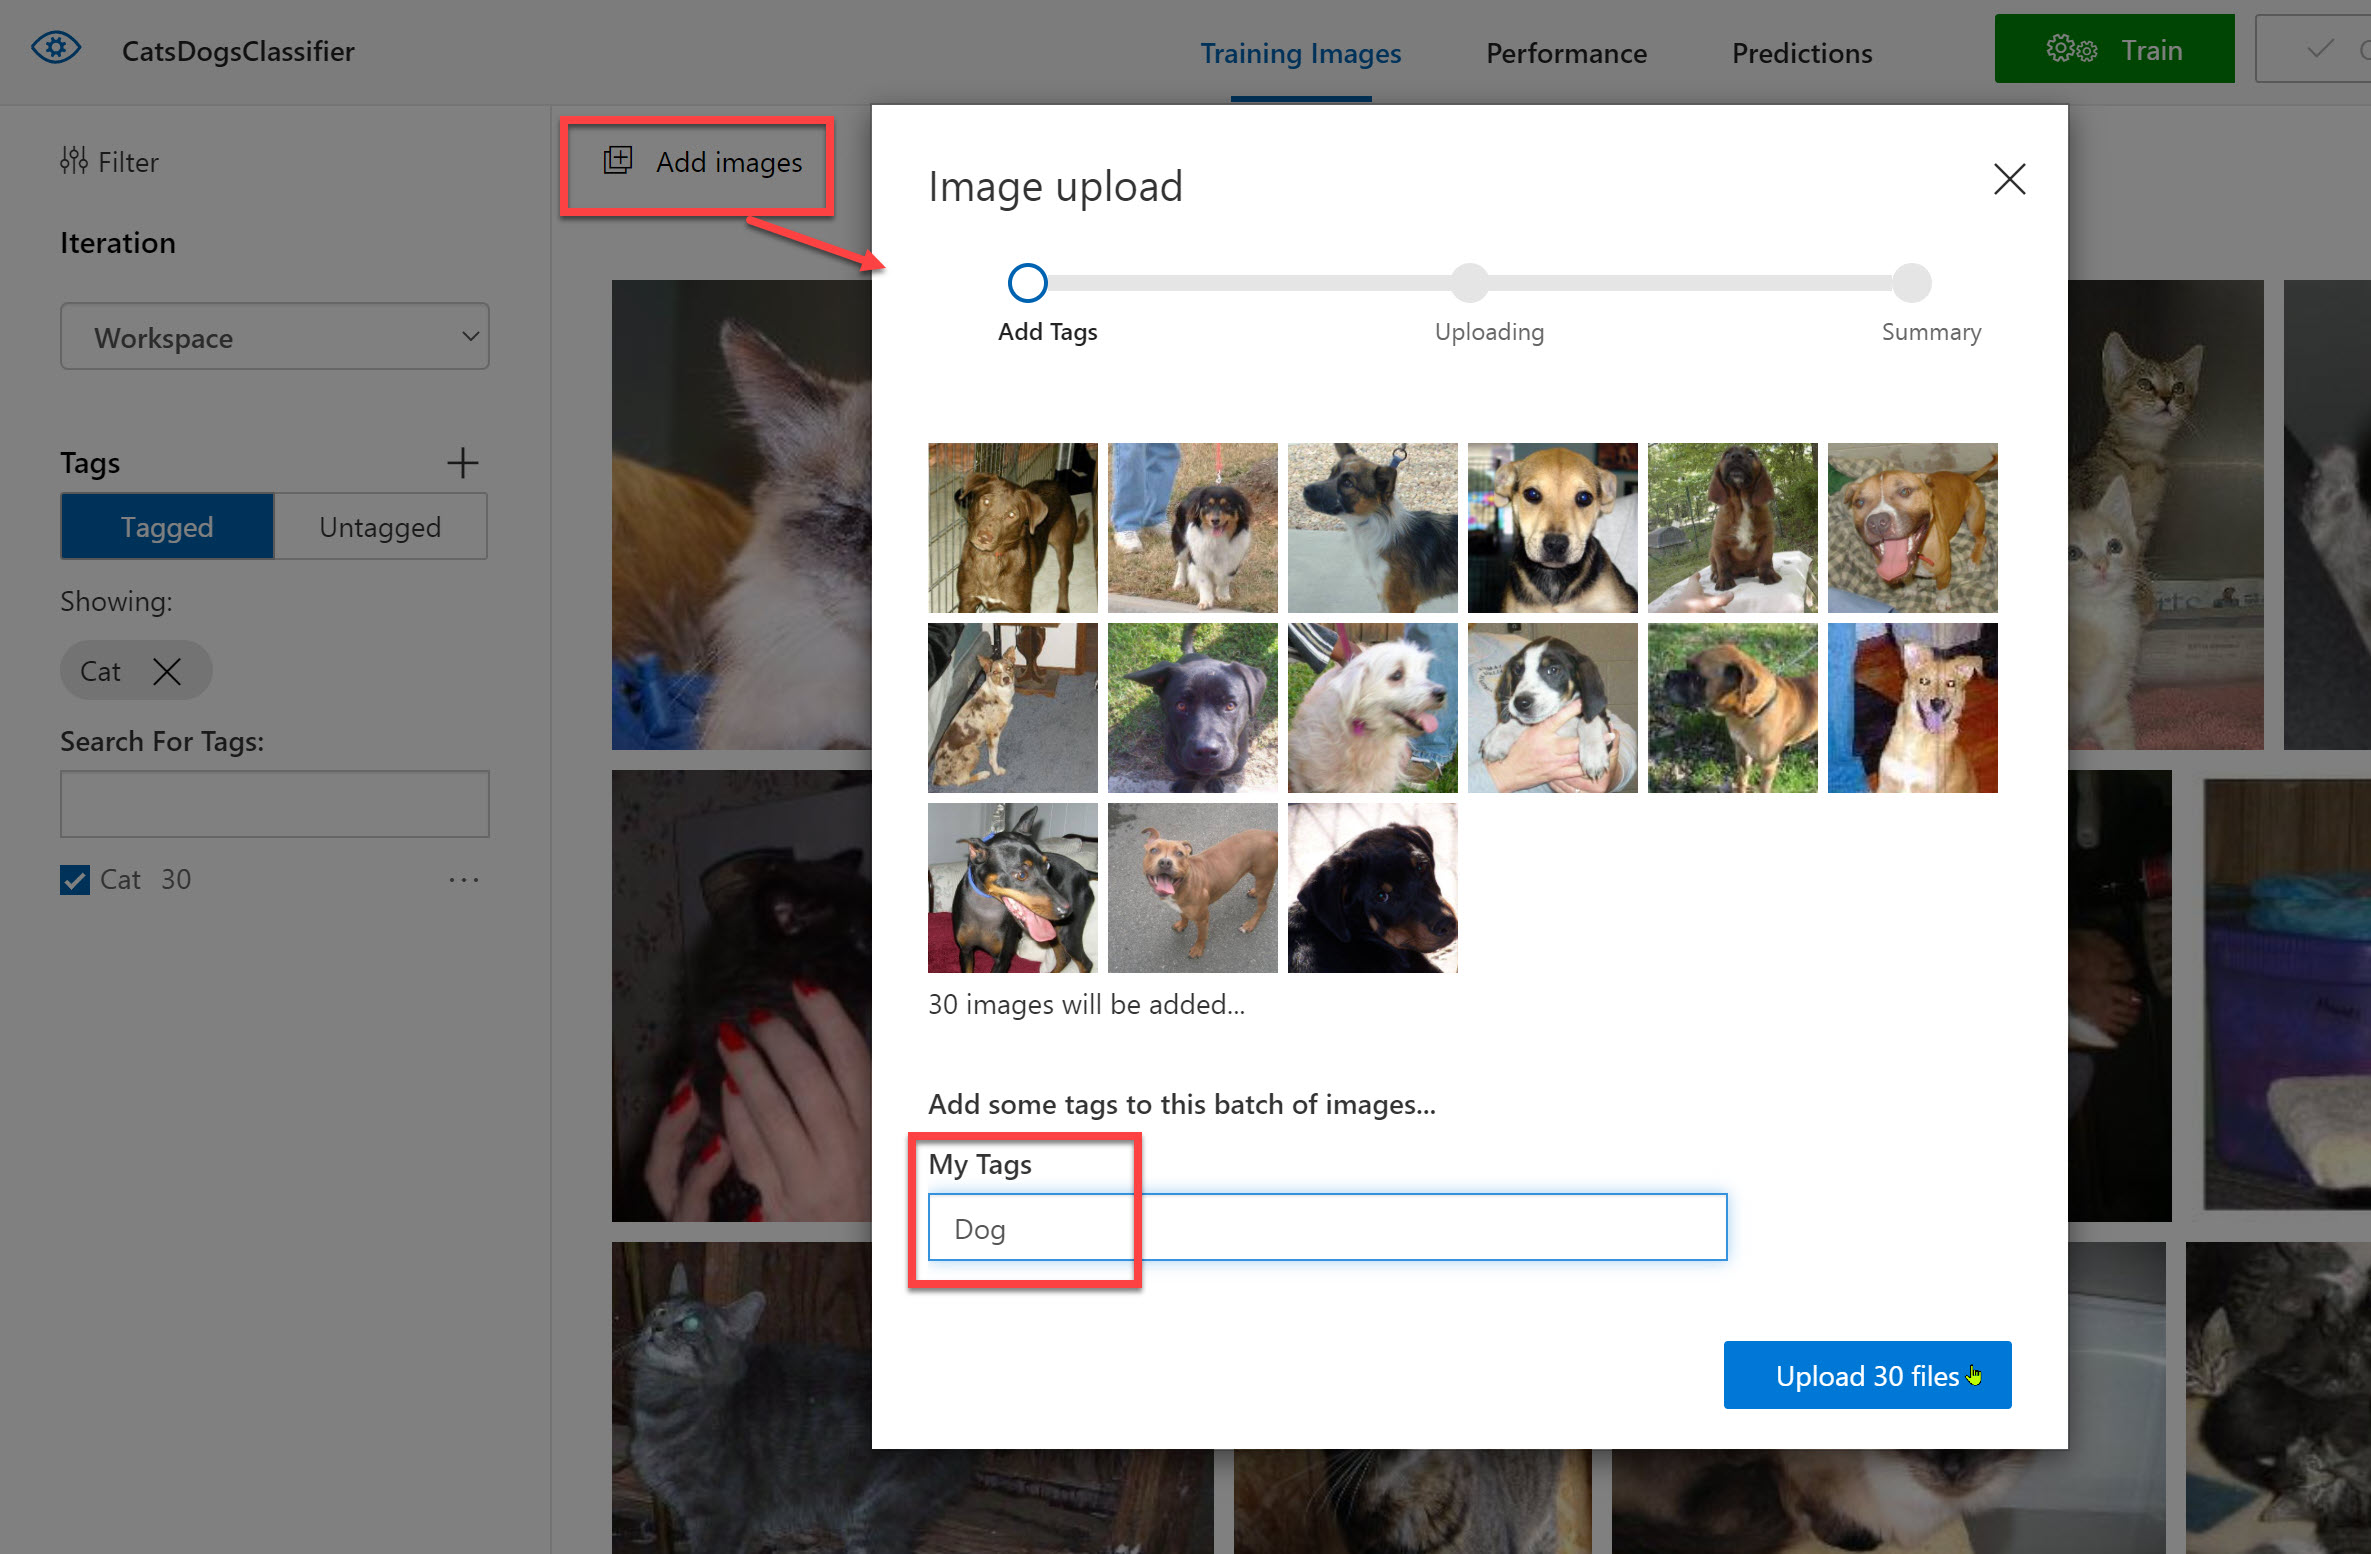 CatsDogsClassifier
Training Images
Performance
Predictions
Train
Filter
Add images
Iteration
Workspace
Tags
Tagged
Untagged
Showing:
Cat
Search For Tags:
Cat 30
Image upload
Add Tags
Uploading
Summary
30 images will be added...
Add some tags to this batch of images...
My Tags
Dog
Upload 30 files